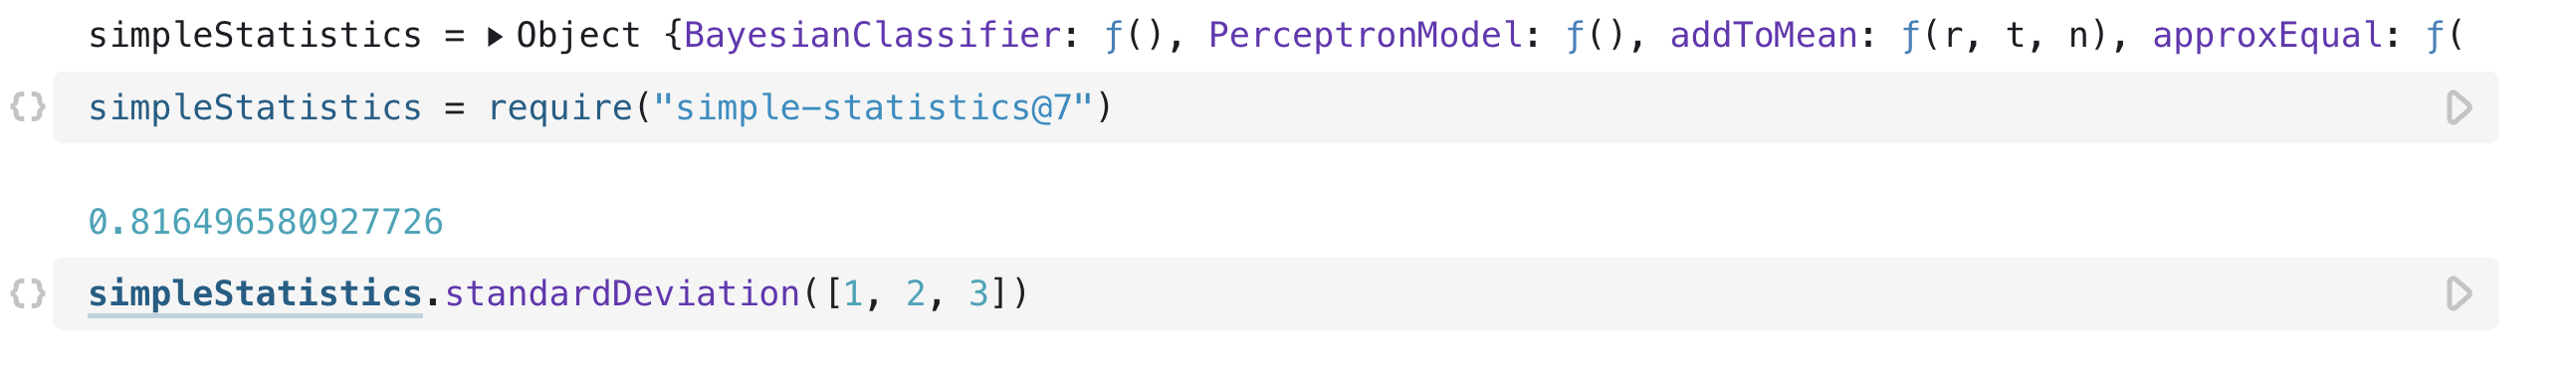 simpleStatistics = ▸ Object {BayesianClassifier: ƒ(), PerceptronModel: ƒ(), addToMean: ƒ(r, t, n), approxEqual: ƒ(
{} simpleStatistics = require("simple-statistics@7")
0.816496580927726
{} simpleStatistics.standardDeviation([1, 2, 3])